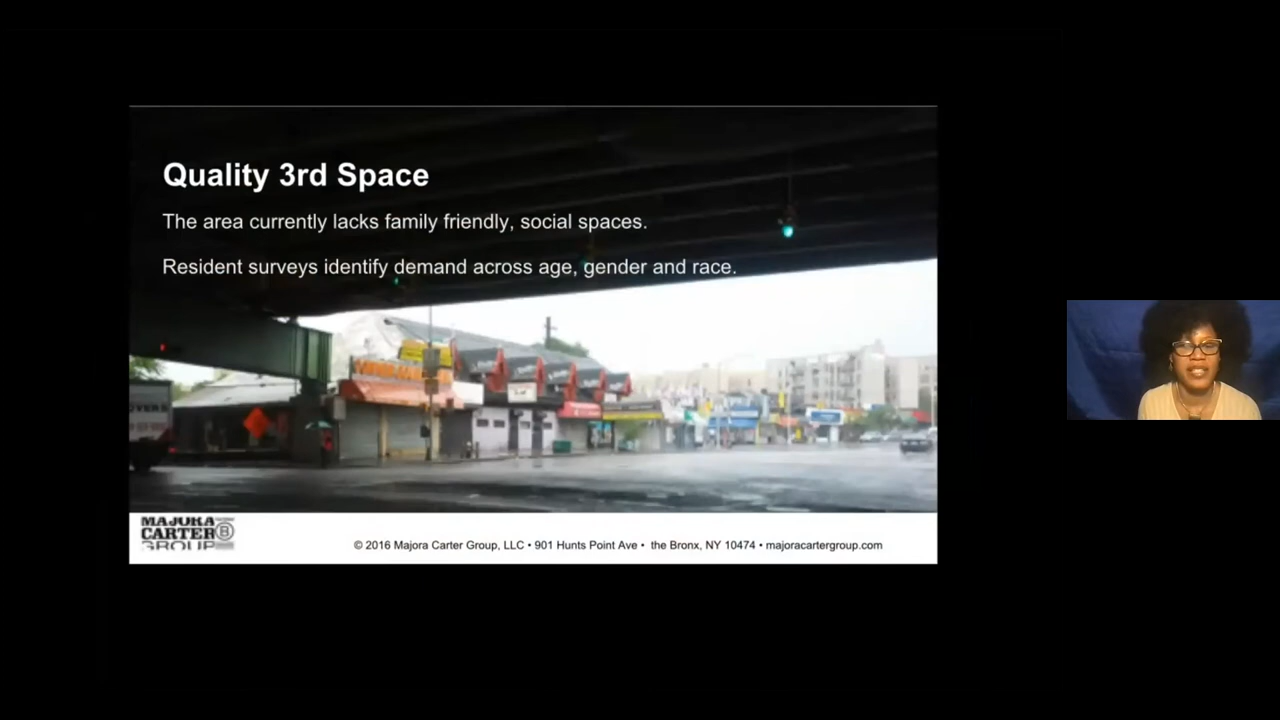 Quality 3rd Space
The area currently lacks family friendly, social spaces.
Resident surveys identify demand across age, gender and race.
MAJORA
CARTER
GROUP
© 2016 Majora Carter Group, LLC • 901 Hunts Point Ave • the Bronx, NY 10474 • majoracartergroup.com